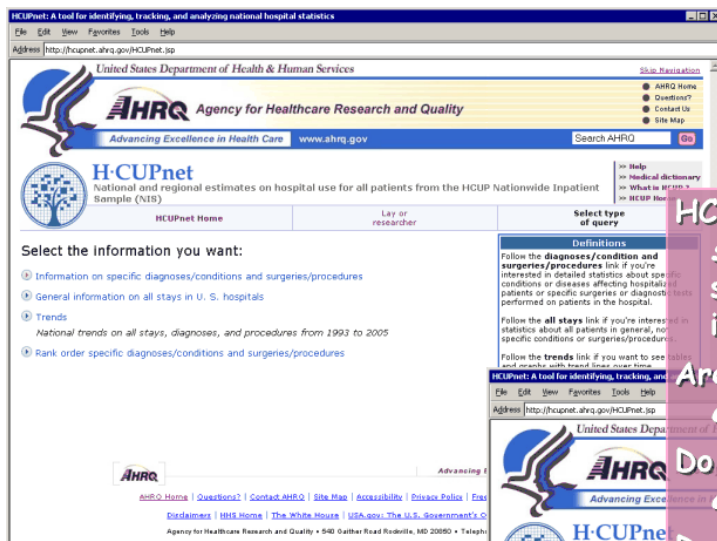 HCUPnet: A tool for identifying, tracking, and analyzing national hospital statistics
File Edit View Favorites Tools Help
Address http://hcupnet.ahrq.gov/HCUPnet.jsp
United States Department of Health & Human Services
Skip Navigation
AHRQ Agency for Healthcare Research and Quality
AHRQ Home
Questions?
Contact Us
Site Map
Advancing Excellence in Health Care www.ahrq.gov
Search AHRQ Go
H·CUPnet
National and regional estimates on hospital use for all patients from the HCUP Nationwide Inpatient
Sample (NIS)
>> Help
>> Medical dictionary
>> What is HCUP?
>> HCUP
HCUPnet Home
Lay or
researcher
Select type
of query
Select the information you want:
Information on specific diagnoses/conditions and surgeries/procedures
General information on all stays in U. S. hospitals
Trends
National trends on all stays, diagnoses, and procedures from 1993 to 2005
Rank order specific diagnoses/conditions and surgeries/procedures
Definitions
Follow the diagnoses/condition and
surgeries/procedures link if you're
interested in detailed statistics about specific
conditions or diseases affecting hospitalized
patients or specific surgeries or diagnostic tests
performed on patients in the hospital.
Follow the all stays link if you're interested in
statistics about all patients in general, not
specific conditions or surgeries/procedures.
Follow the trends link if you want to see tables
and graphs with trend lines over time.
HC
Are
Do
HCUPnet: A tool for identifying, tracking, and
File Edit View Favorites Tools Help
Address http://hcupnet.ahrq.gov/HCUPnet.jsp
United States Department of
AHRQ
Advancing Excellence in
H·CUPnet
AHRQ
Advancing
AHRQ Home | Questions? | Contact AHRQ | Site Map | Accessibility | Privacy Policy |
Disclaimers | HHS Home | The White House | USA.gov: The U.S. Government's
Agency for Healthcare Research and Quality • 540 Gaither Road Rockville, MD 20850 •